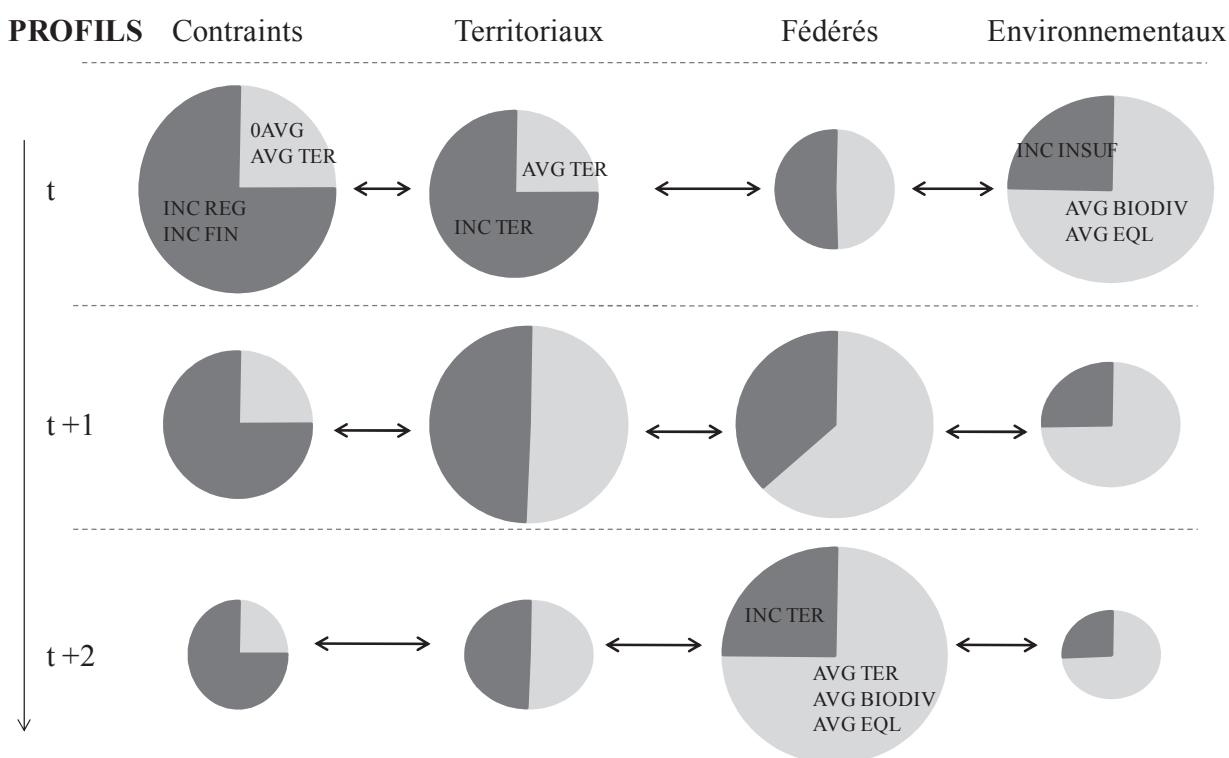 PROFILS Contraints Territoriaux Fédérés Environnementaux
t
0AVG
AVG TER
INC REG
INC FIN
AVG TER
INC TER
INC INSUF
AVG BIODIV
AVG EQL
t +1
t +2
INC TER
AVG TER
AVG BIODIV
AVG EQL